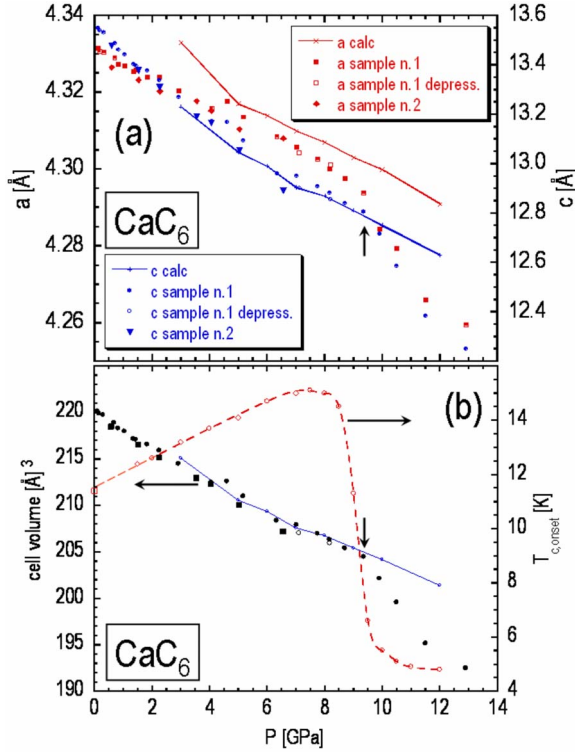 4.34
4.32
4.30
4.28
4.26
a [Å]
13.6
13.4
13.2
13.0
12.8
12.6
12.4
c [Å]
a calc
a sample n.1
a sample n.1 depress.
a sample n.2
(a)
CaC6
c calc
c sample n.1
c sample n.1 depress.
c sample n.2
(b)
220
215
210
205
200
195
190
cell volume [Å]3
14
12
10
8
6
4
Tc,onset [K]
CaC6
0 2 4 6 8 10 12 14
P [GPa]